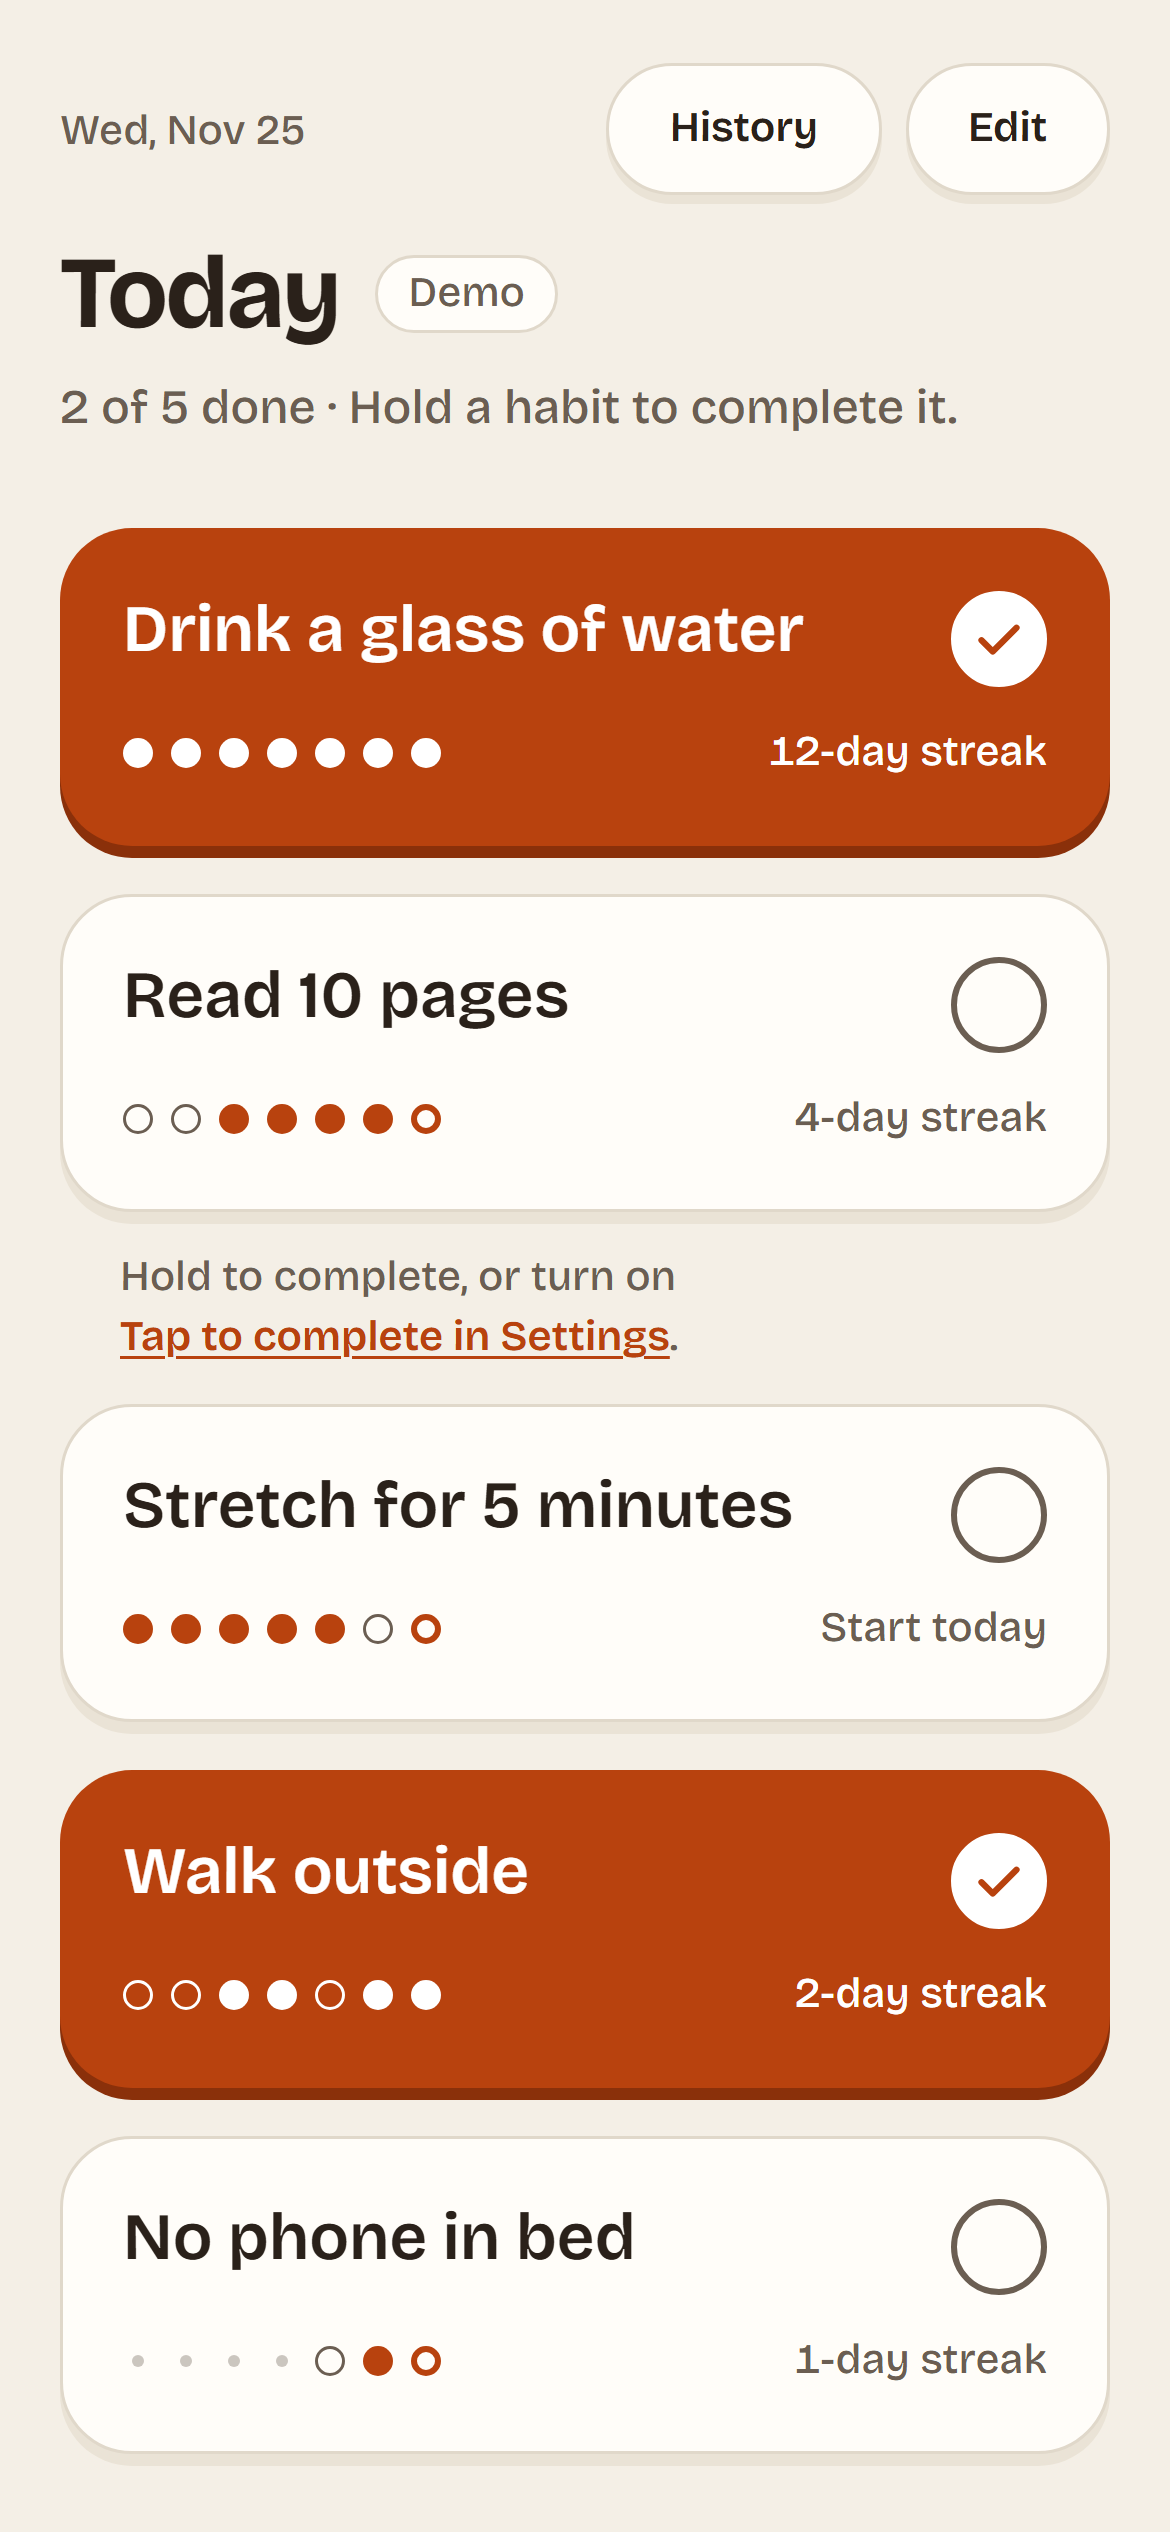 Wed, Nov 25
History
Edit
Today
Demo
2 of 5 done · Hold a habit to complete it.
Drink a glass of water
12-day streak
Read 10 pages
4-day streak
Hold to complete, or turn on
Tap to complete in Settings.
Stretch for 5 minutes
Start today
Walk outside
2-day streak
No phone in bed
1-day streak